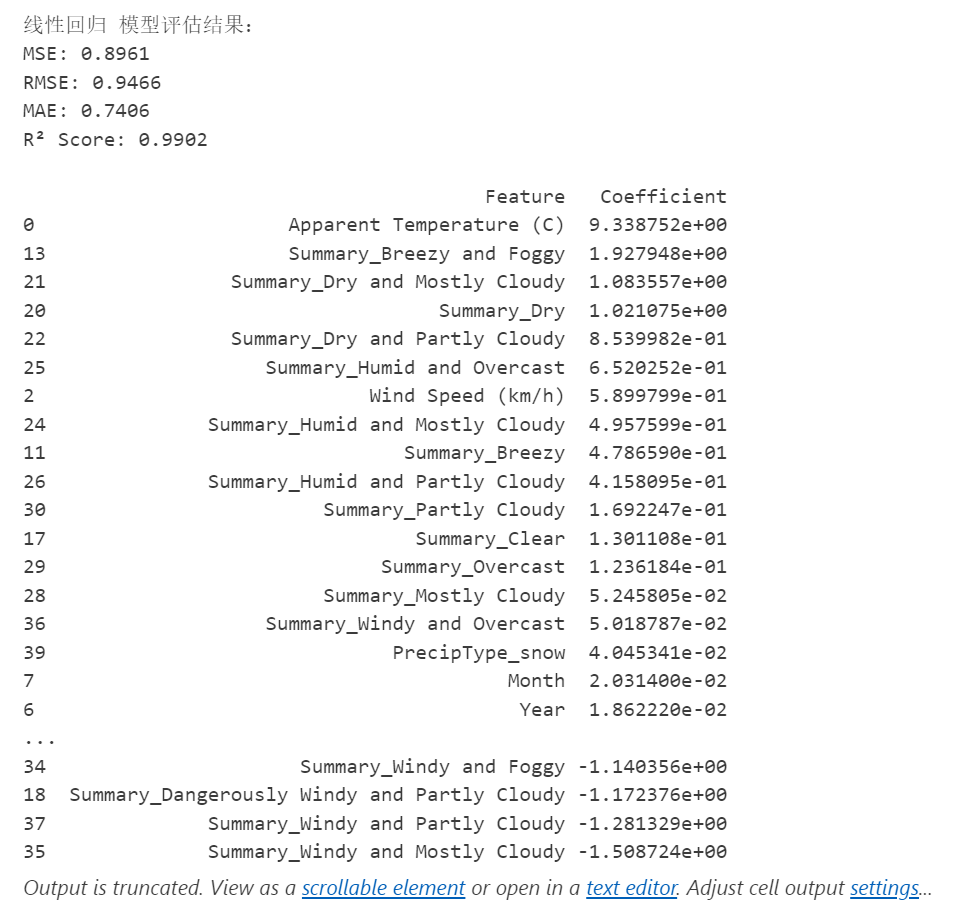 线性回归 模型评估结果:
MSE: 0.8961
RMSE: 0.9466
MAE: 0.7406
R² Score: 0.9902
Feature Coefficient
0 Apparent Temperature (C) 9.338752e+00
13 Summary_Breezy and Foggy 1.927948e+00
21 Summary_Dry and Mostly Cloudy 1.083557e+00
20 Summary_Dry 1.021075e+00
22 Summary_Dry and Partly Cloudy 8.539982e-01
25 Summary_Humid and Overcast 6.520252e-01
2 Wind Speed (km/h) 5.899799e-01
24 Summary_Humid and Mostly Cloudy 4.957599e-01
11 Summary_Breezy 4.786590e-01
26 Summary_Humid and Partly Cloudy 4.158095e-01
30 Summary_Partly Cloudy 1.692247e-01
17 Summary_Clear 1.301108e-01
29 Summary_Overcast 1.236184e-01
28 Summary_Mostly Cloudy 5.245805e-02
36 Summary_Windy and Overcast 5.018787e-02
39 PrecipType_snow 4.045341e-02
7 Month 2.031400e-02
6 Year 1.862220e-02
...
34 Summary_Windy and Foggy -1.140356e+00
18 Summary_Dangerously Windy and Partly Cloudy -1.172376e+00
37 Summary_Windy and Partly Cloudy -1.281329e+00
35 Summary_Windy and Mostly Cloudy -1.508724e+00
Output is truncated. View as a scrollable element or open in a text editor. Adjust cell output settings...